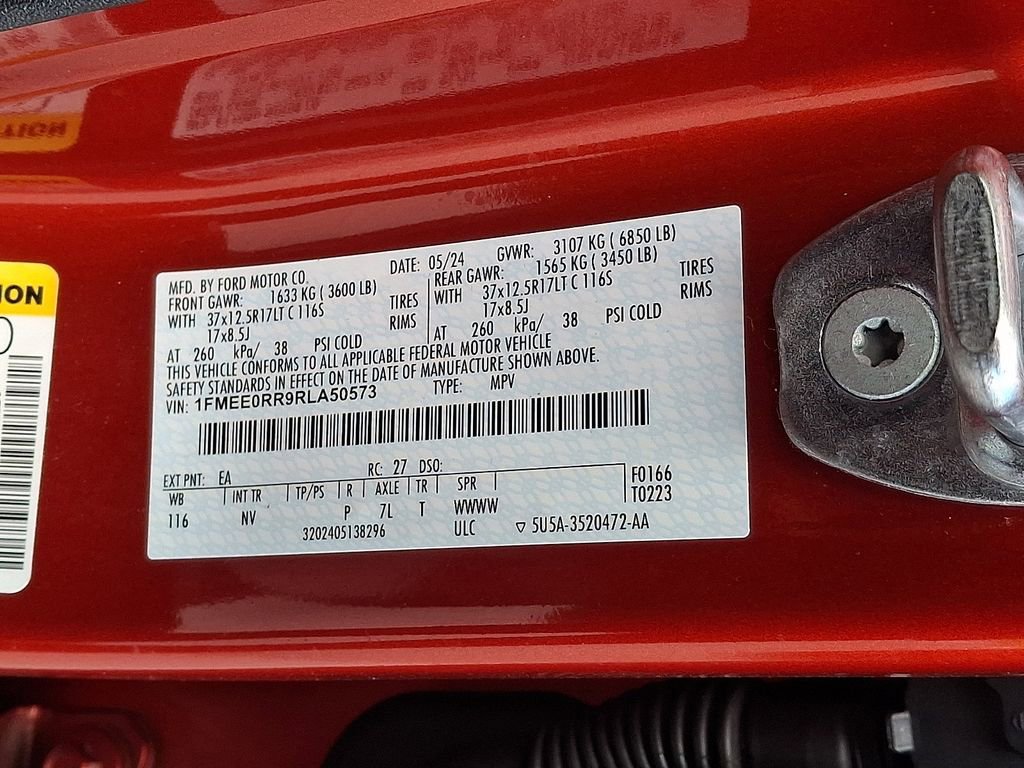 ION
MFD. BY FORD MOTOR CO.
DATE: 05/24
GVWR: 3107 KG ( 6850 LB)
FRONT GAWR: 1633 KG ( 3600 LB)
WITH 37x12.5R17LT C 116S TIRES
17x8.5J RIMS
AT 260 kPa/ 38 PSI COLD
REAR GAWR: 1565 KG ( 3450 LB)
WITH 37x12.5R17LT C 116S TIRES
17x8.5J RIMS
AT 260 kPa/ 38 PSI COLD
THIS VEHICLE CONFORMS TO ALL APPLICABLE FEDERAL MOTOR VEHICLE
SAFETY STANDARDS IN EFFECT ON THE DATE OF MANUFACTURE SHOWN ABOVE.
VIN: 1FMEE0RR9RLA50573 TYPE: MPV
EXT PNT: EA RC: 27 DSO:
WB INT TR TP/PS R AXLE TR SPR
116 NV P 7L T WWWW
F0166
T0223
3202405138296 ULC ▽ 5U5A-3520472-AA